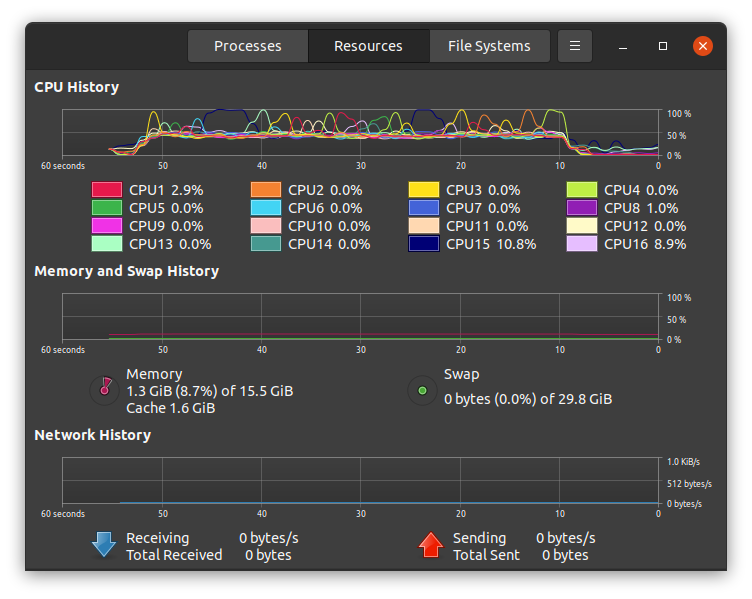 Processes Resources File Systems
CPU History
100 %
50 %
0 %
60 seconds 50 40 30 20 10 0
CPU1 2.9% CPU2 0.0% CPU3 0.0% CPU4 0.0%
CPU5 0.0% CPU6 0.0% CPU7 0.0% CPU8 1.0%
CPU9 0.0% CPU10 0.0% CPU11 0.0% CPU12 0.0%
CPU13 0.0% CPU14 0.0% CPU15 10.8% CPU16 8.9%
Memory and Swap History
100 %
50 %
0 %
60 seconds 50 40 30 20 10 0
Memory
1.3 GiB (8.7%) of 15.5 GiB
Cache 1.6 GiB
Swap
0 bytes (0.0%) of 29.8 GiB
Network History
1.0 KiB/s
512 bytes/s
0 bytes/s
60 seconds 50 40 30 20 10 0
Receiving 0 bytes/s
Total Received 0 bytes
Sending 0 bytes/s
Total Sent 0 bytes